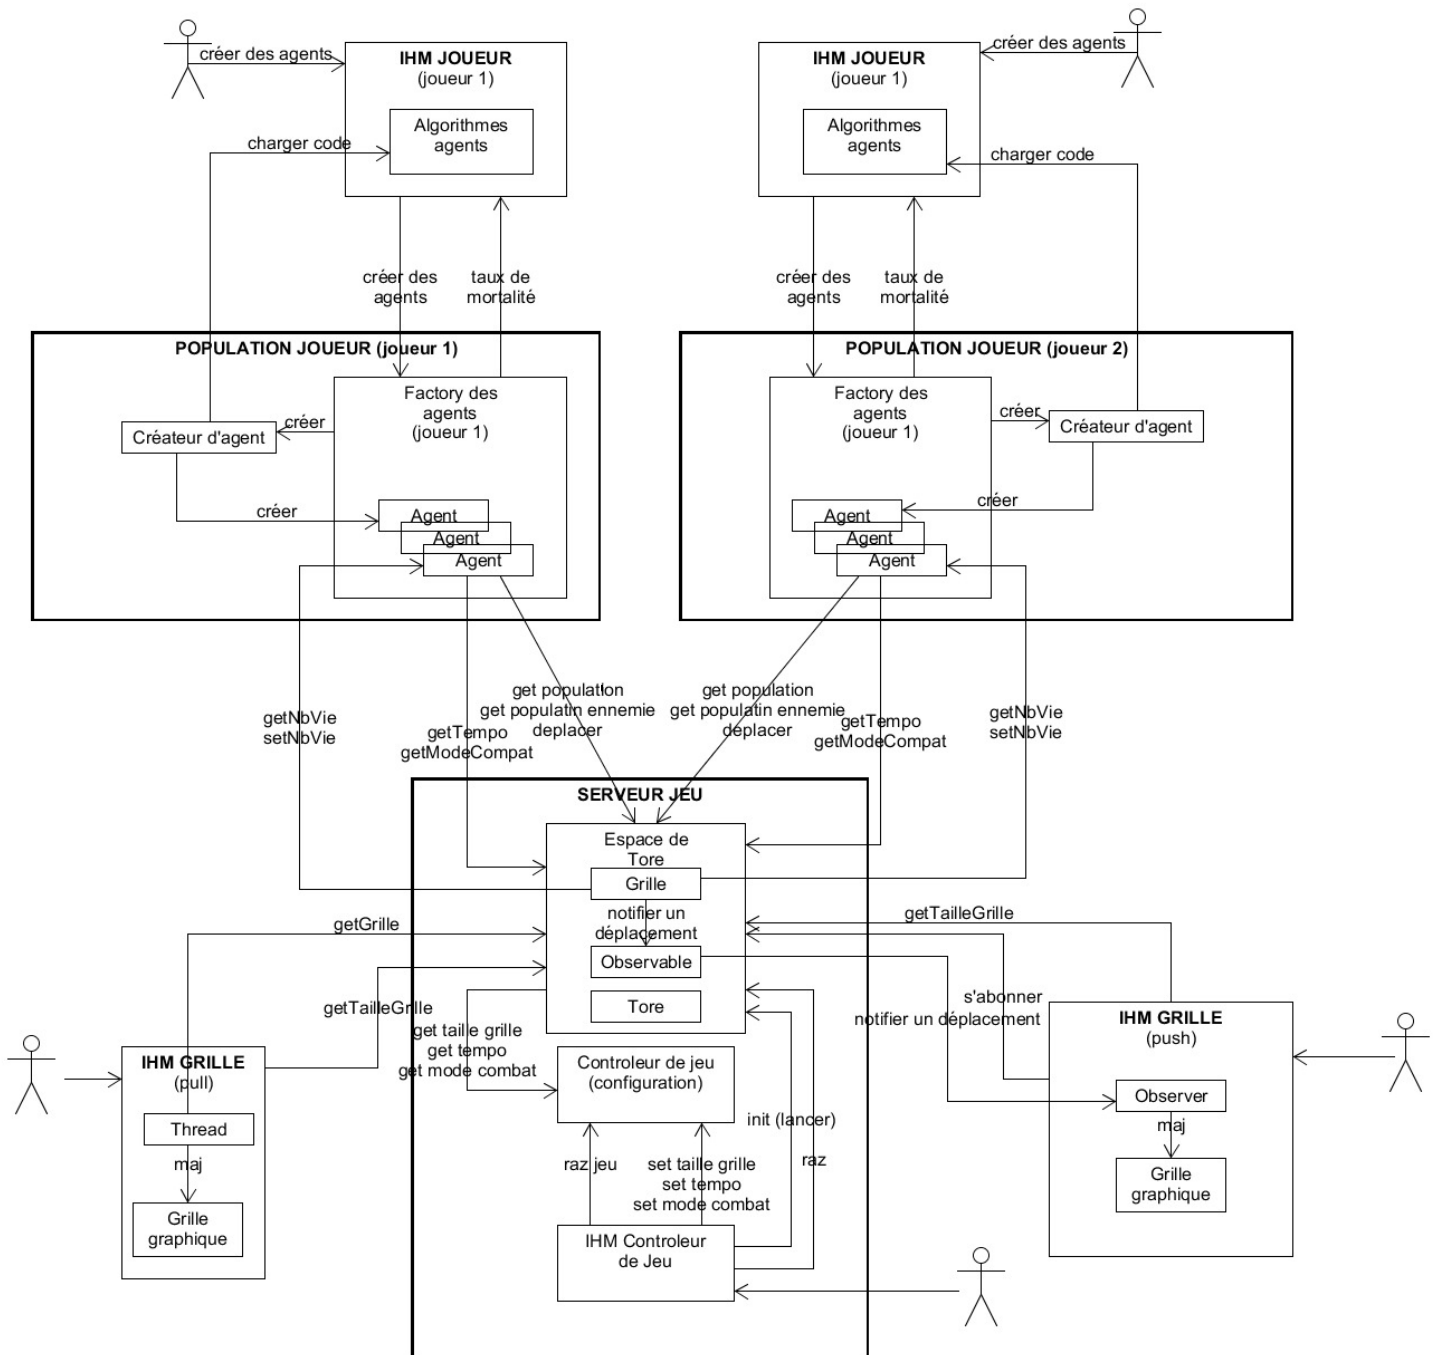 créer des agents
IHM JOUEUR
(joueur 1)
Algorithmes
agents
charger code
créer des agents
IHM JOUEUR
(joueur 1)
Algorithmes
agents
charger code
créer des
agents
taux de
mortalité
créer des
agents
taux de
mortalité
POPULATION JOUEUR (joueur 1)
Factory des
agents
(joueur 1)
créer
Créateur d'agent
créer
Agent
Agent
Agent
POPULATION JOUEUR (joueur 2)
Factory des
agents
(joueur 1)
créer
Créateur d'agent
créer
Agent
Agent
Agent
getNbVie
setNbVie
getTempo
getModeCompat
get population
get populatin ennemie
deplacer
get population
get populatin ennemie
deplacer
getTempo
getModeCompat
getNbVie
setNbVie
SERVEUR JEU
Espace de
Tore
Grille
notifier un
déplacement
Observable
Tore
getGrille
getTailleGrille
getTailleGrille
s'abonner
notifier un déplacement
get taille grille
get tempo
get mode combat
Controleur de jeu
(configuration)
init (lancer)
raz
raz jeu
set taille grille
set tempo
set mode combat
IHM Controleur
de Jeu
IHM GRILLE
(pull)
Thread
maj
Grille
graphique
IHM GRILLE
(push)
Observer
maj
Grille
graphique